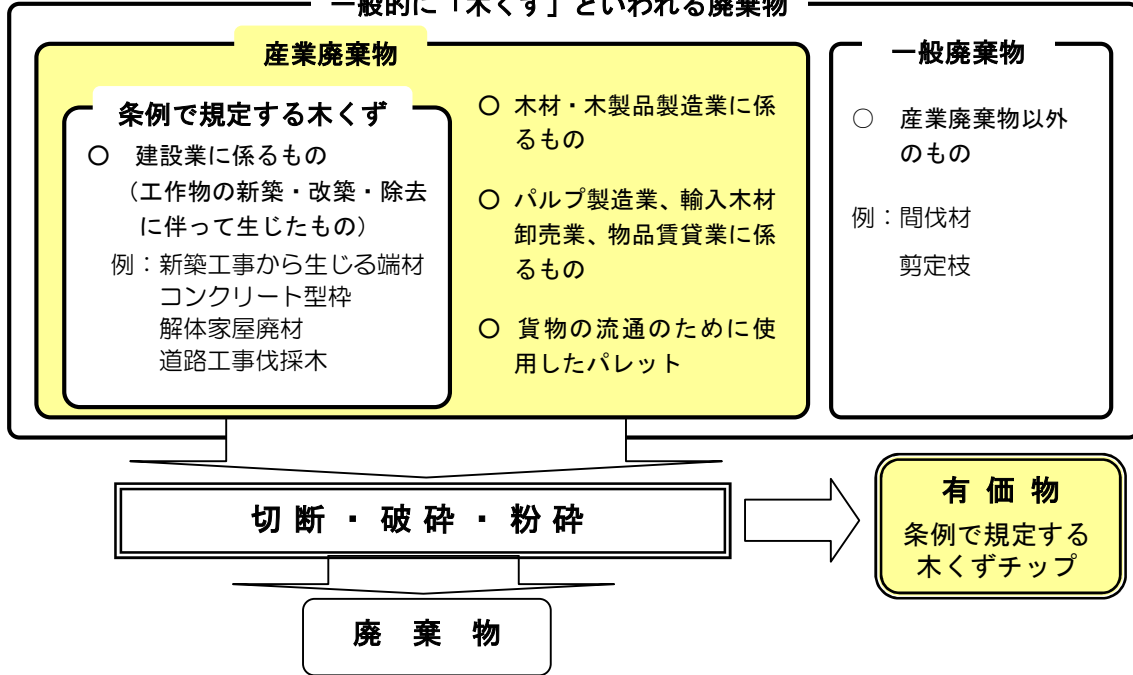 一般的に「木くず」といわれる廃棄物
産業廃棄物
条例で規定する木くず
〇 建設業に係るもの
（工作物の新築・改築・除去
に伴って生じたもの）
例：新築工事から生じる端材
コンクリート型枠
解体家屋廃材
道路工事伐採木
〇 木材・木製品製造業に係
るもの
〇 パルプ製造業、輸入木材
卸売業、物品賃貸業に係
るもの
〇 貨物の流通のために使
用したパレット
一般廃棄物
○ 産業廃棄物以外
のもの
例：間伐材
剪定枝
切 断 ・ 破 砕 ・ 粉 砕
有 価 物
条例で規定する
木くずチップ
廃 棄 物